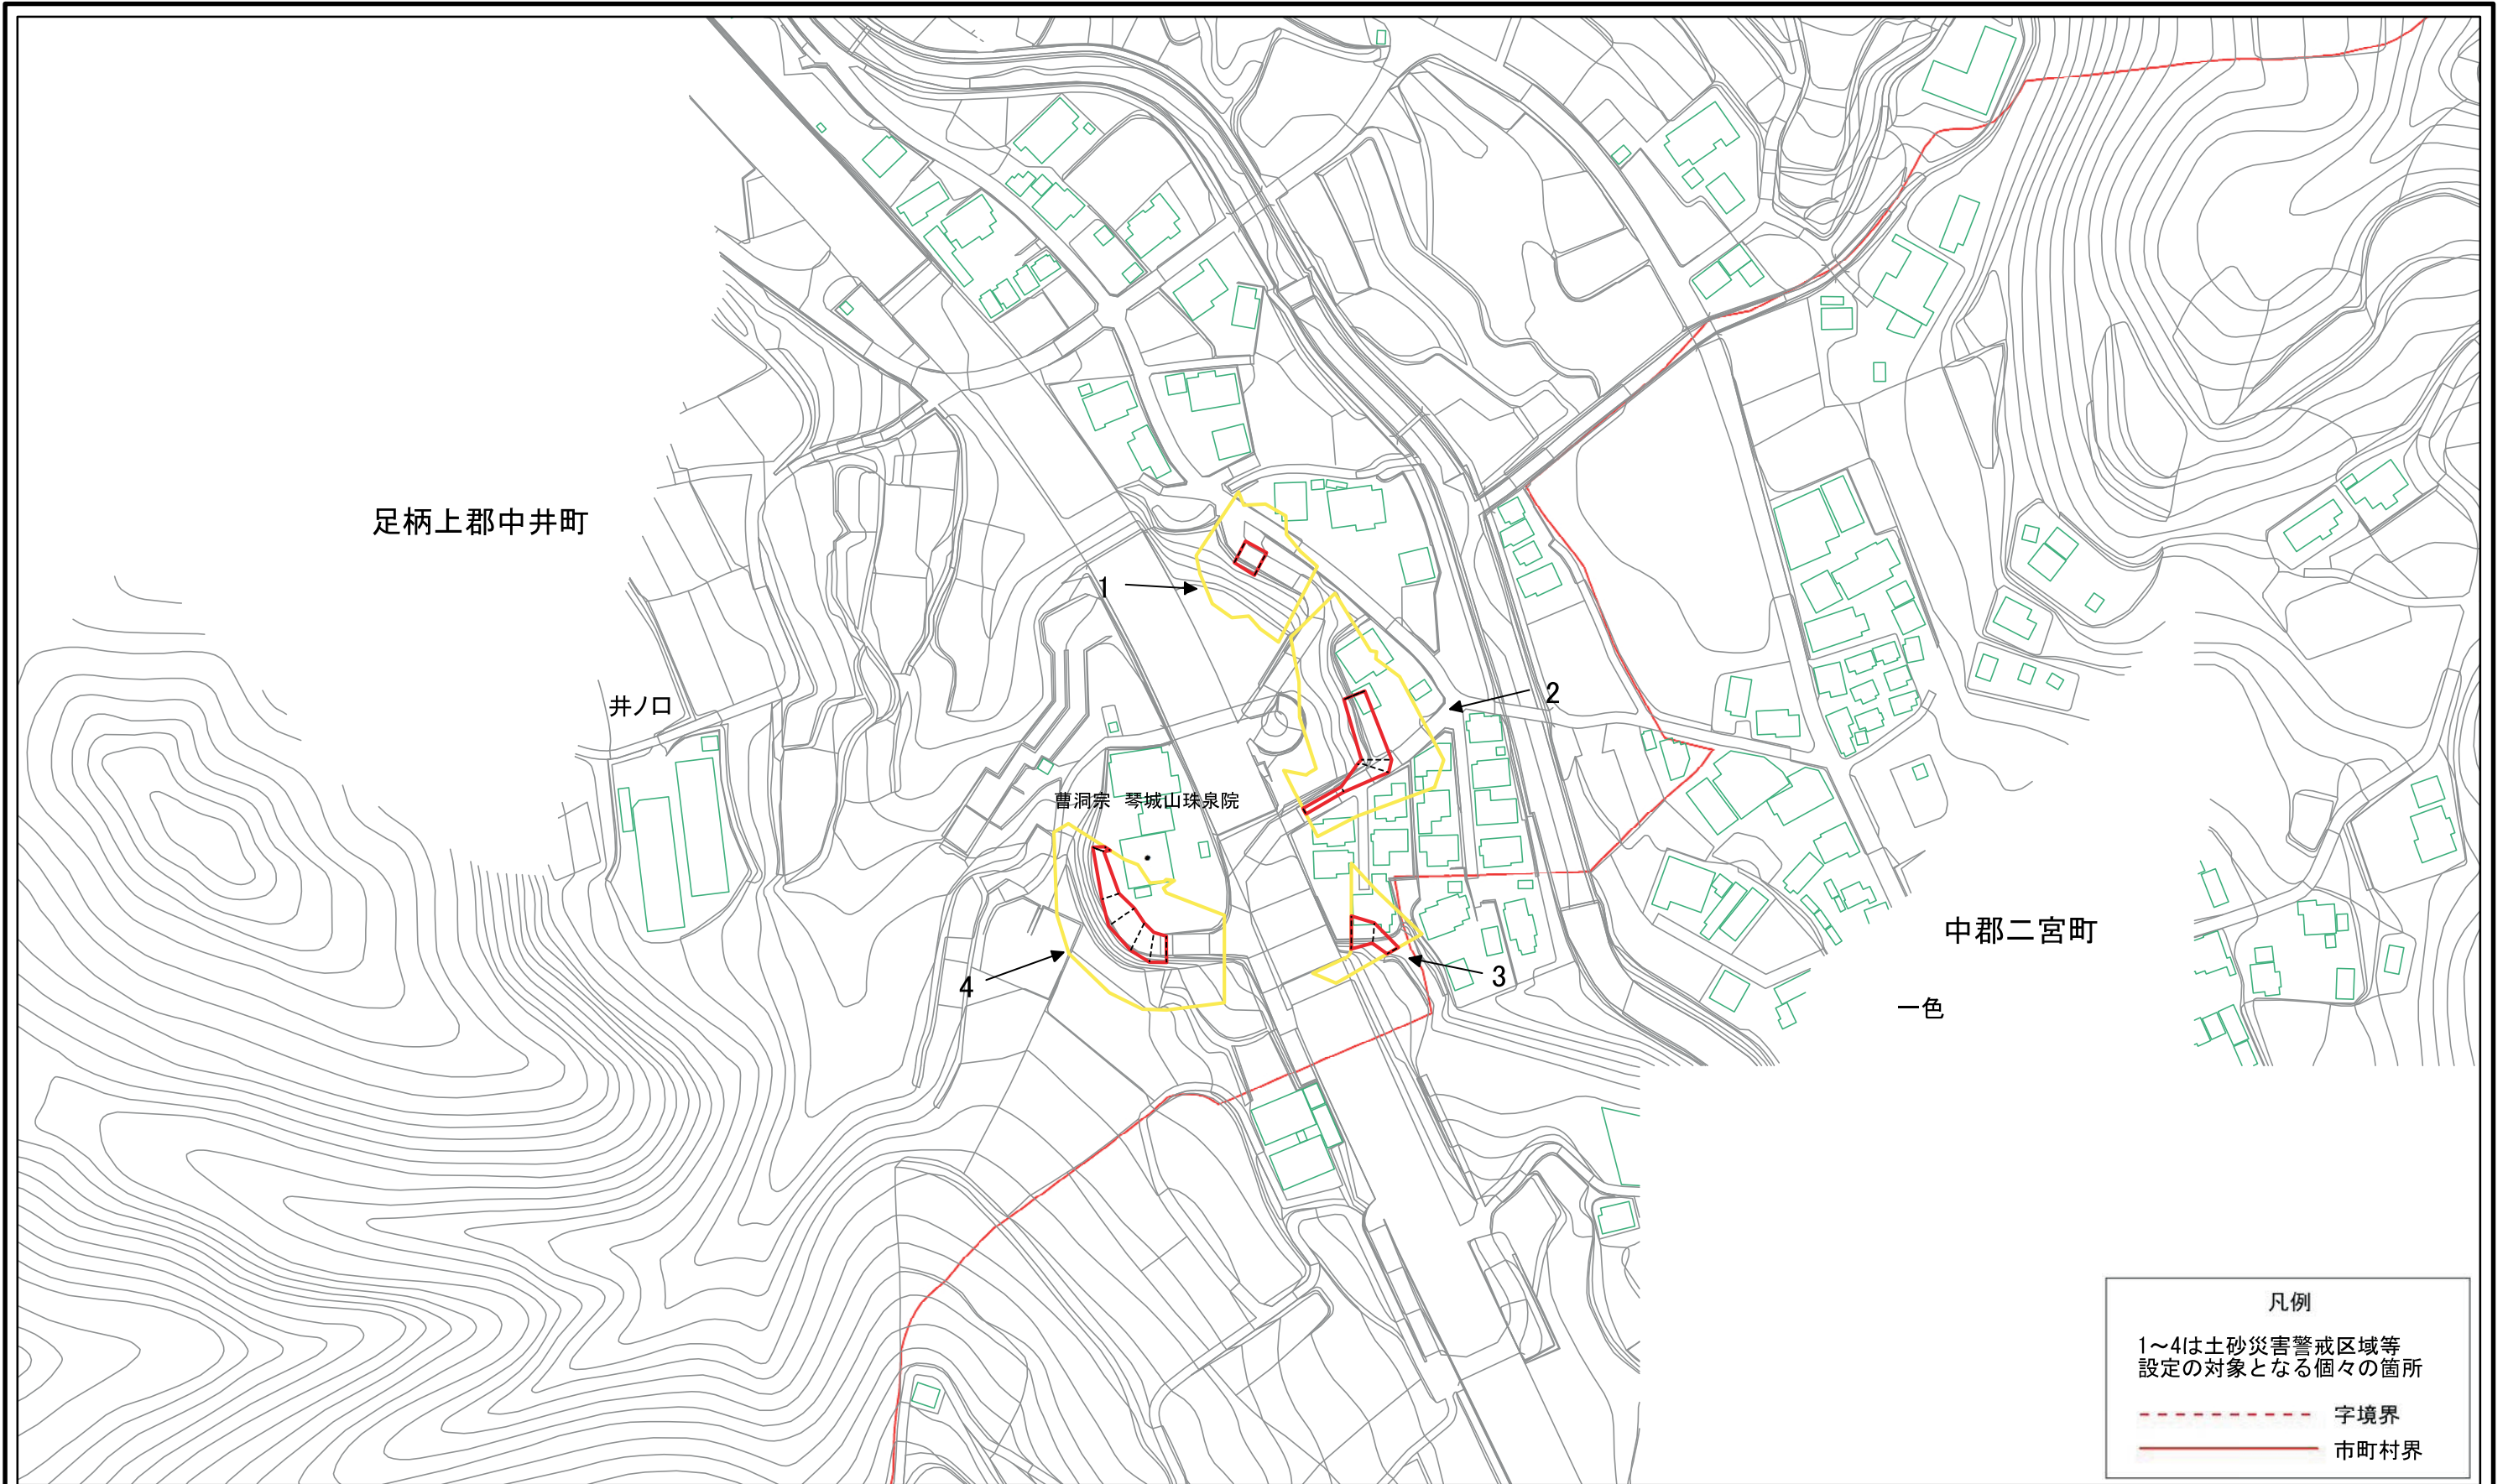 足柄上郡中井町
1
井ノ口
2
曹洞宗 琴城山珠泉院
中郡二宮町
3
4
一色
凡例
1～4は土砂災害警戒区域等
設定の対象となる個々の箇所
字境界
市町村界